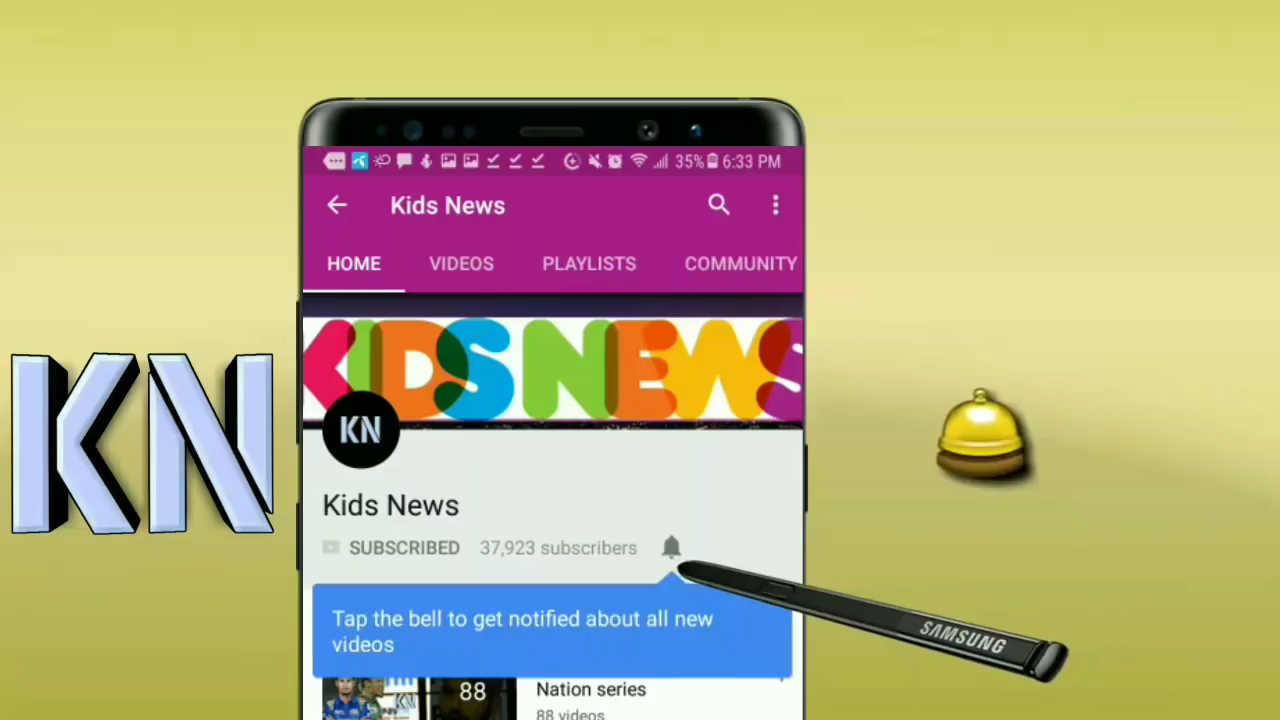 35% 6:33 PM
Kids News
HOME VIDEOS PLAYLISTS COMMUNITY
KIDS NEWS
KN
KN
Kids News
SUBSCRIBED 37,923 subscribers
Tap the bell to get notified about all new
videos
SAMSUNG
88
Nation series
88 videos